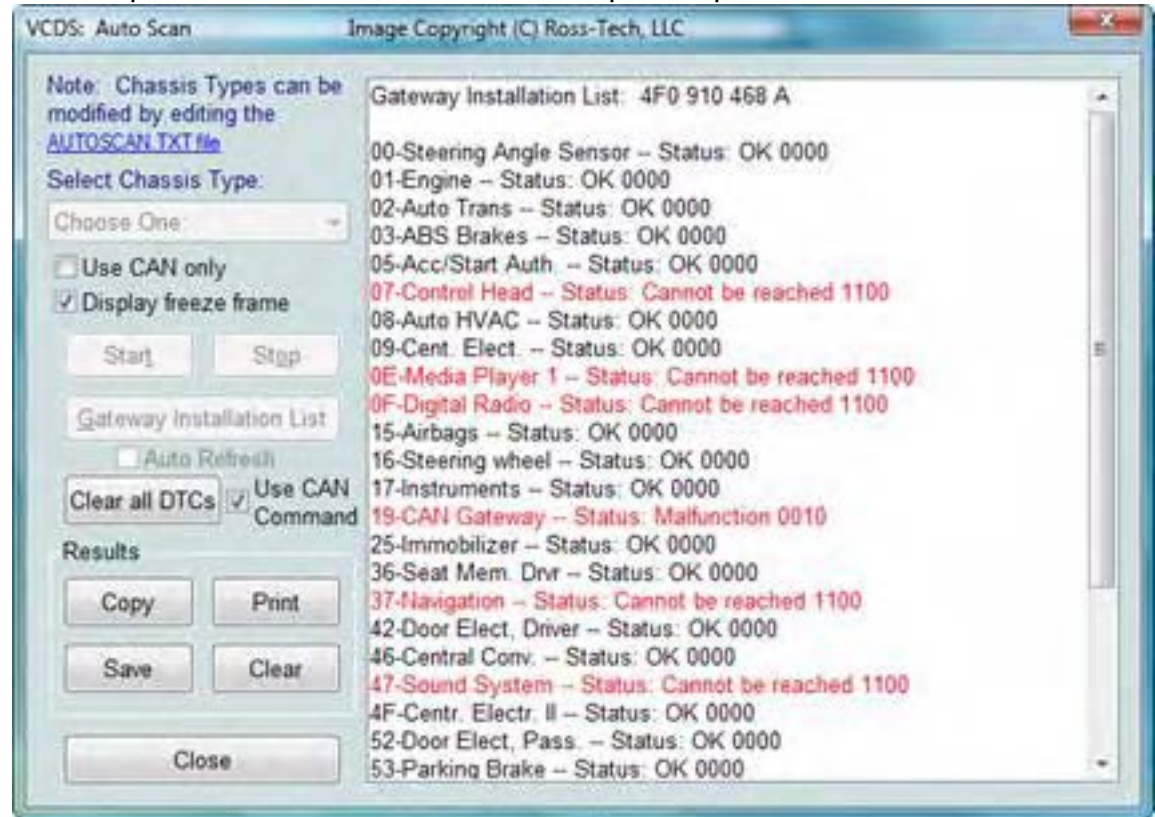 VCDS: Auto Scan
Image Copyright (C) Ross-Tech, LLC
Note: Chassis Types can be
modified by editing the
AUTOSCAN.TXT file
Select Chassis Type:
Choose One:
Use CAN only
Display freeze frame
Start
Stop
Gateway Installation List
Auto Refresh
Clear all DTCs
Use CAN
Command
Results
Copy
Print
Save
Clear
Close
Gateway Installation List: 4F0 910 468 A
00-Steering Angle Sensor -- Status: OK 0000
01-Engine -- Status: OK 0000
02-Auto Trans -- Status: OK 0000
03-ABS Brakes -- Status: OK 0000
05-Acc/Start Auth. -- Status: OK 0000
07-Control Head -- Status: Cannot be reached 1100
08-Auto HVAC -- Status: OK 0000
09-Cent. Elect. -- Status: OK 0000
0E-Media Player 1 -- Status: Cannot be reached 1100
0F-Digital Radio -- Status: Cannot be reached 1100
15-Airbags -- Status: OK 0000
16-Steering wheel -- Status: OK 0000
17-Instruments -- Status: OK 0000
19-CAN Gateway -- Status: Malfunction 0010
25-Immobilizer -- Status: OK 0000
36-Seat Mem. Drvr -- Status: OK 0000
37-Navigation -- Status: Cannot be reached 1100
42-Door Elect, Driver -- Status: OK 0000
46-Central Conv. -- Status: OK 0000
47-Sound System -- Status: Cannot be reached 1100
4F-Centr. Electr. II -- Status: OK 0000
52-Door Elect, Pass. -- Status: OK 0000
53-Parking Brake -- Status: OK 0000